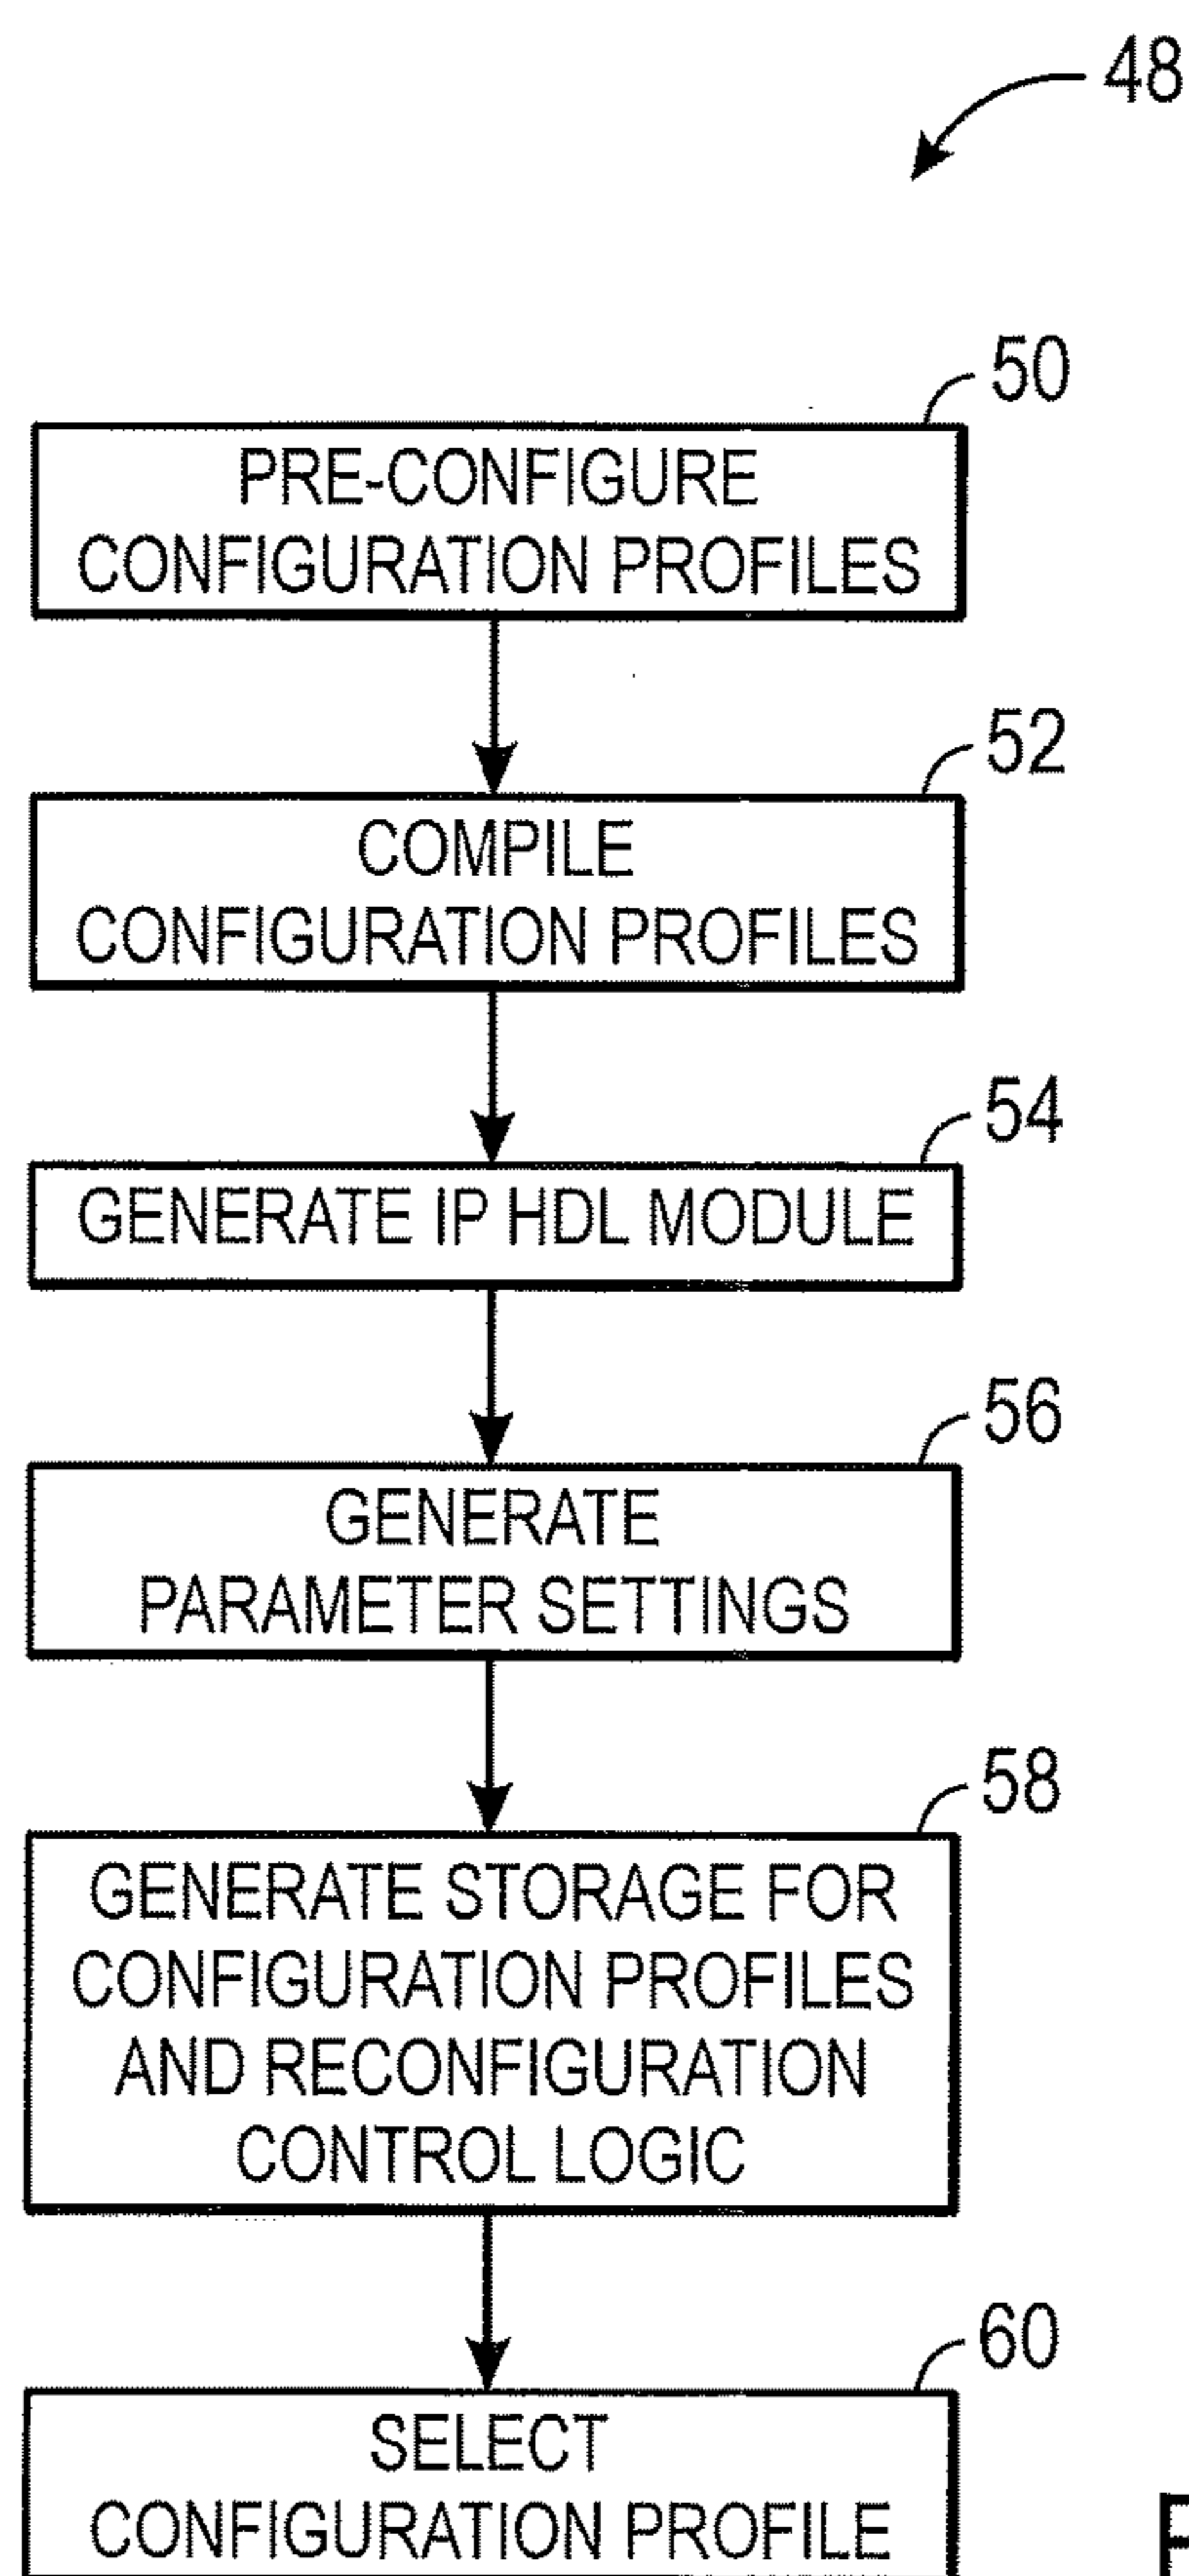 48
50
PRE-CONFIGURE
CONFIGURATION PROFILES
52
COMPILE
CONFIGURATION PROFILES
54
GENERATE IP HDL MODULE
56
GENERATE
PARAMETER SETTINGS
58
GENERATE STORAGE FOR
CONFIGURATION PROFILES
AND RECONFIGURATION
CONTROL LOGIC
60
SELECT
CONFIGURATION PROFILE